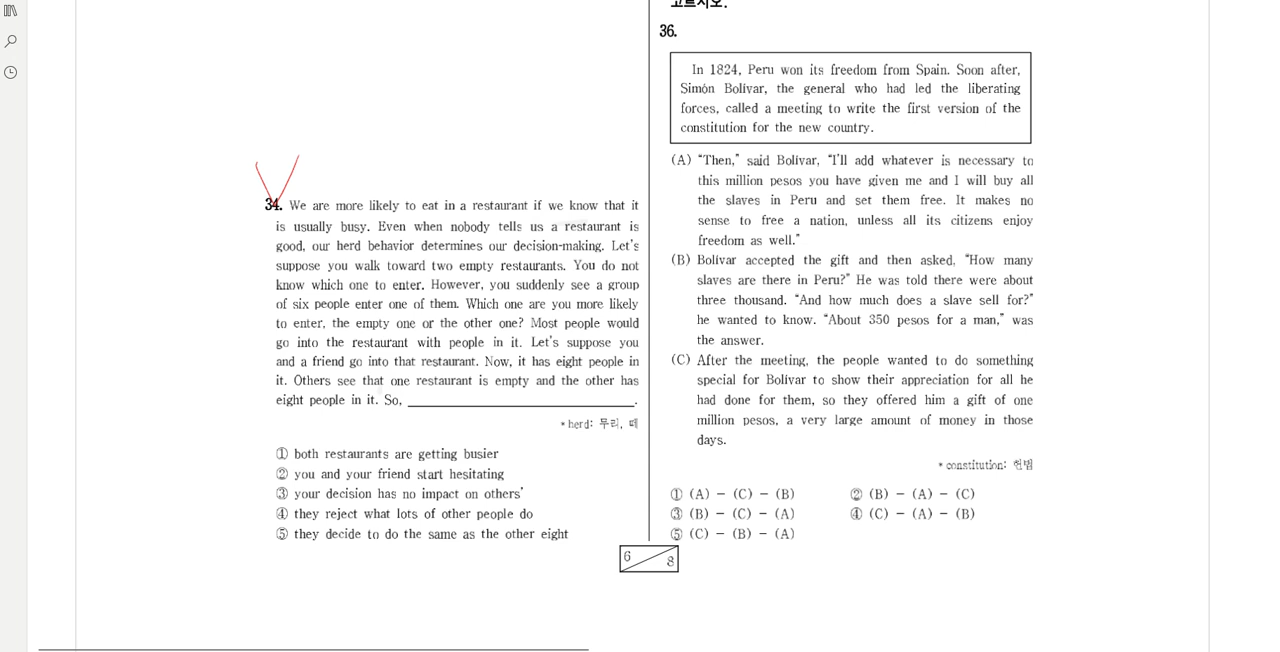 34. We are more likely to eat in a restaurant if we know that it
is usually busy. Even when nobody tells us a restaurant is
good, our herd behavior determines our decision-making. Let's
suppose you walk toward two empty restaurants. You do not
know which one to enter. However, you suddenly see a group
of six people enter one of them. Which one are you more likely
to enter, the empty one or the other one? Most people would
go into the restaurant with people in it. Let's suppose you
and a friend go into that restaurant. Now, it has eight people in
it. Others see that one restaurant is empty and the other has
eight people in it. So, ____________________.
* herd: 무리, 떼
① both restaurants are getting busier
② you and your friend start hesitating
③ your decision has no impact on others'
④ they reject what lots of other people do
⑤ they decide to do the same as the other eight
고르시오.
36.
In 1824, Peru won its freedom from Spain. Soon after,
Simón Bolívar, the general who had led the liberating
forces, called a meeting to write the first version of the
constitution for the new country.
(A) "Then," said Bolívar, "I'll add whatever is necessary to
this million pesos you have given me and I will buy all
the slaves in Peru and set them free. It makes no
sense to free a nation, unless all its citizens enjoy
freedom as well."
(B) Bolívar accepted the gift and then asked, "How many
slaves are there in Peru?" He was told there were about
three thousand. "And how much does a slave sell for?"
he wanted to know. "About 350 pesos for a man," was
the answer.
(C) After the meeting, the people wanted to do something
special for Bolívar to show their appreciation for all he
had done for them, so they offered him a gift of one
million pesos, a very large amount of money in those
days.
* constitution: 헌법
① (A) - (C) - (B) ② (B) - (A) - (C)
③ (B) - (C) - (A) ④ (C) - (A) - (B)
⑤ (C) - (B) - (A)
6 8